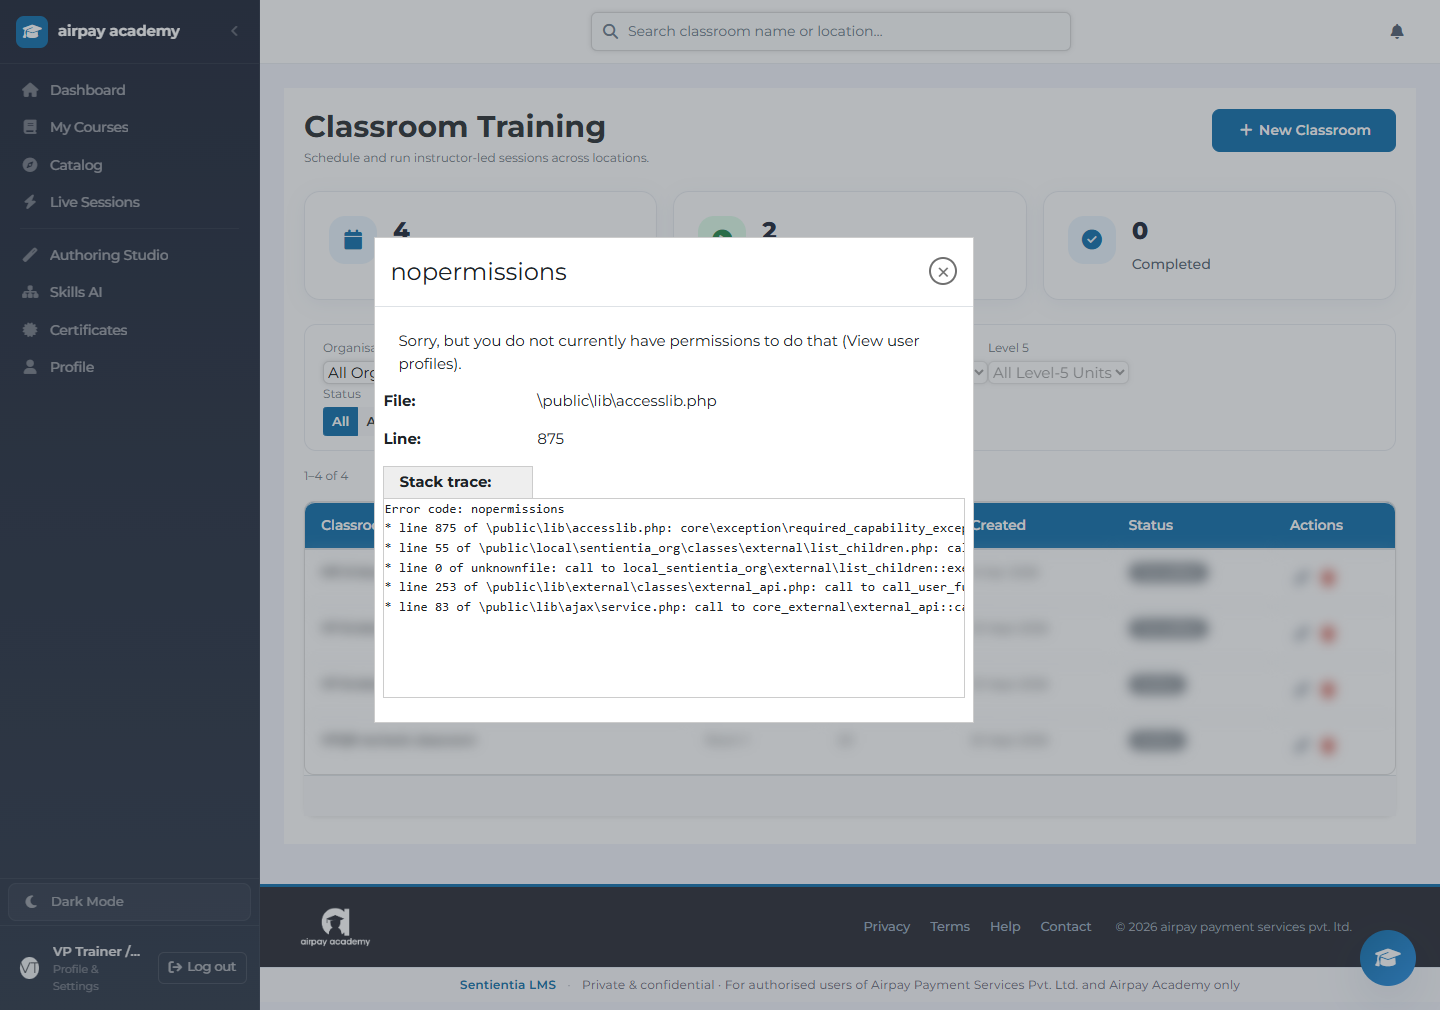 airpay academy
Search classroom name or location...
Dashboard
My Courses
Catalog
Live Sessions
Authoring Studio
Skills AI
Certificates
Profile
Classroom Training
Schedule and run instructor-led sessions across locations.
New Classroom
4
2
0
Completed
Level 5
All Org
All Level-5 Units
Status
All
1–4 of 4
Created
Status
Actions
nopermissions
Sorry, but you do not currently have permissions to do that (View user
profiles).
File:
\public\lib\accesslib.php
Line:
875
Stack trace:
Error code: nopermissions
* line 875 of \public\lib\accesslib.php: core\exception\required_capability_excep
* line 55 of \public\local\sentientia_org\classes\external\list_children.php: cal
* line 0 of unknownfile: call to local_sentientia_org\external\list_children::exe
* line 253 of \public\lib\external\classes\external_api.php: call to call_user_fu
* line 83 of \public\lib\ajax\service.php: call to core_external\external_api::ca
Dark Mode
VP Trainer /...
Profile &
Settings
VT
Log out
airpay academy
Privacy
Terms
Help
Contact
© 2026 airpay payment services pvt. ltd.
Sentientia LMS · Private & confidential · For authorised users of Airpay Payment Services Pvt. Ltd. and Airpay Academy only